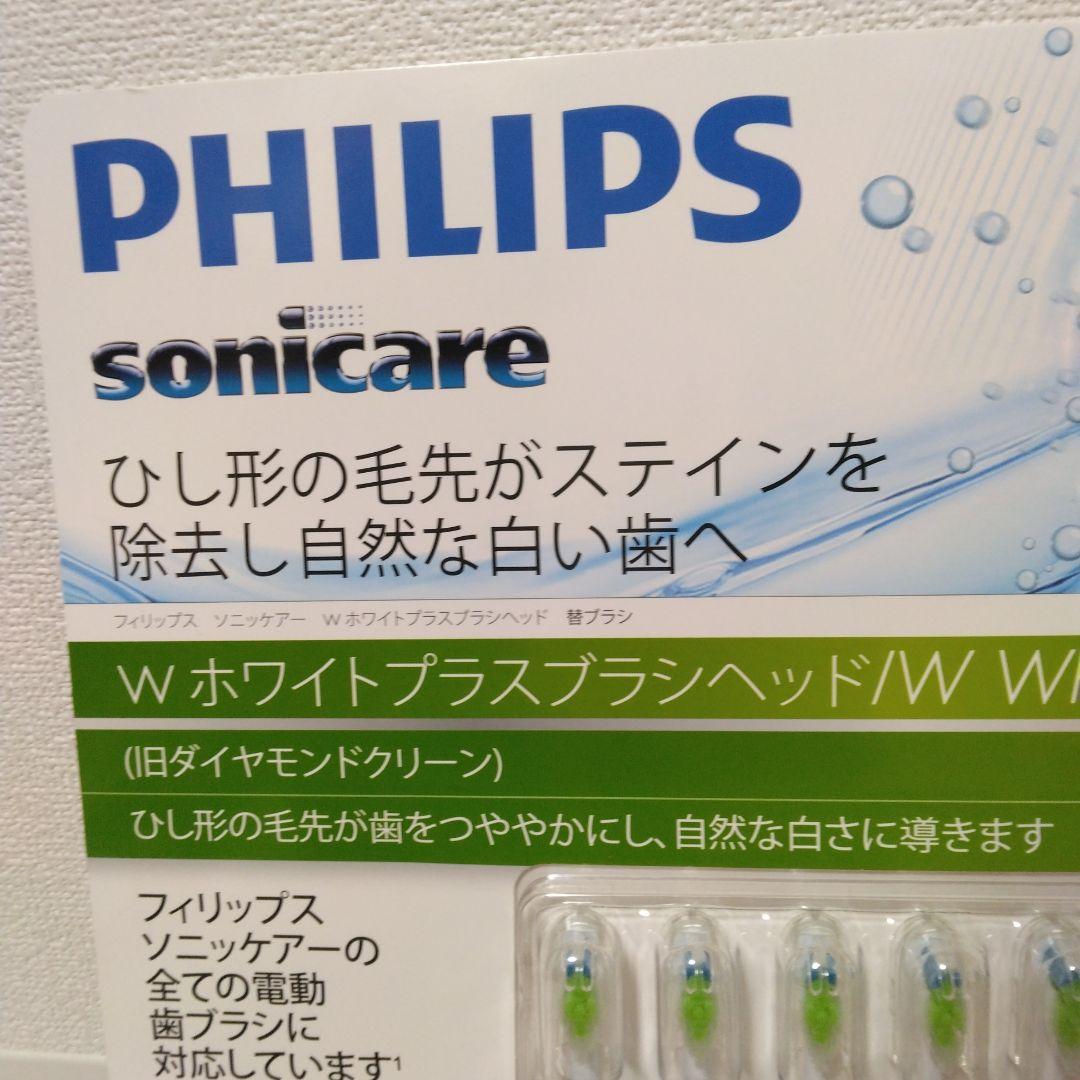 PHILIPS
sonicare
ひし形の毛先がステインを
除去し自然な白い歯へ
フィリップス ソニッケアー Wホワイトプラスブラシヘッド 替ブラシ
W ホワイトプラスブラシヘッド/W
(旧ダイヤモンドクリーン)
ひし形の毛先が歯をつややかにし、自然な白さに導きます
フィリップス
ソニッケアーの
全ての電動
歯ブラシに
対応しています¹